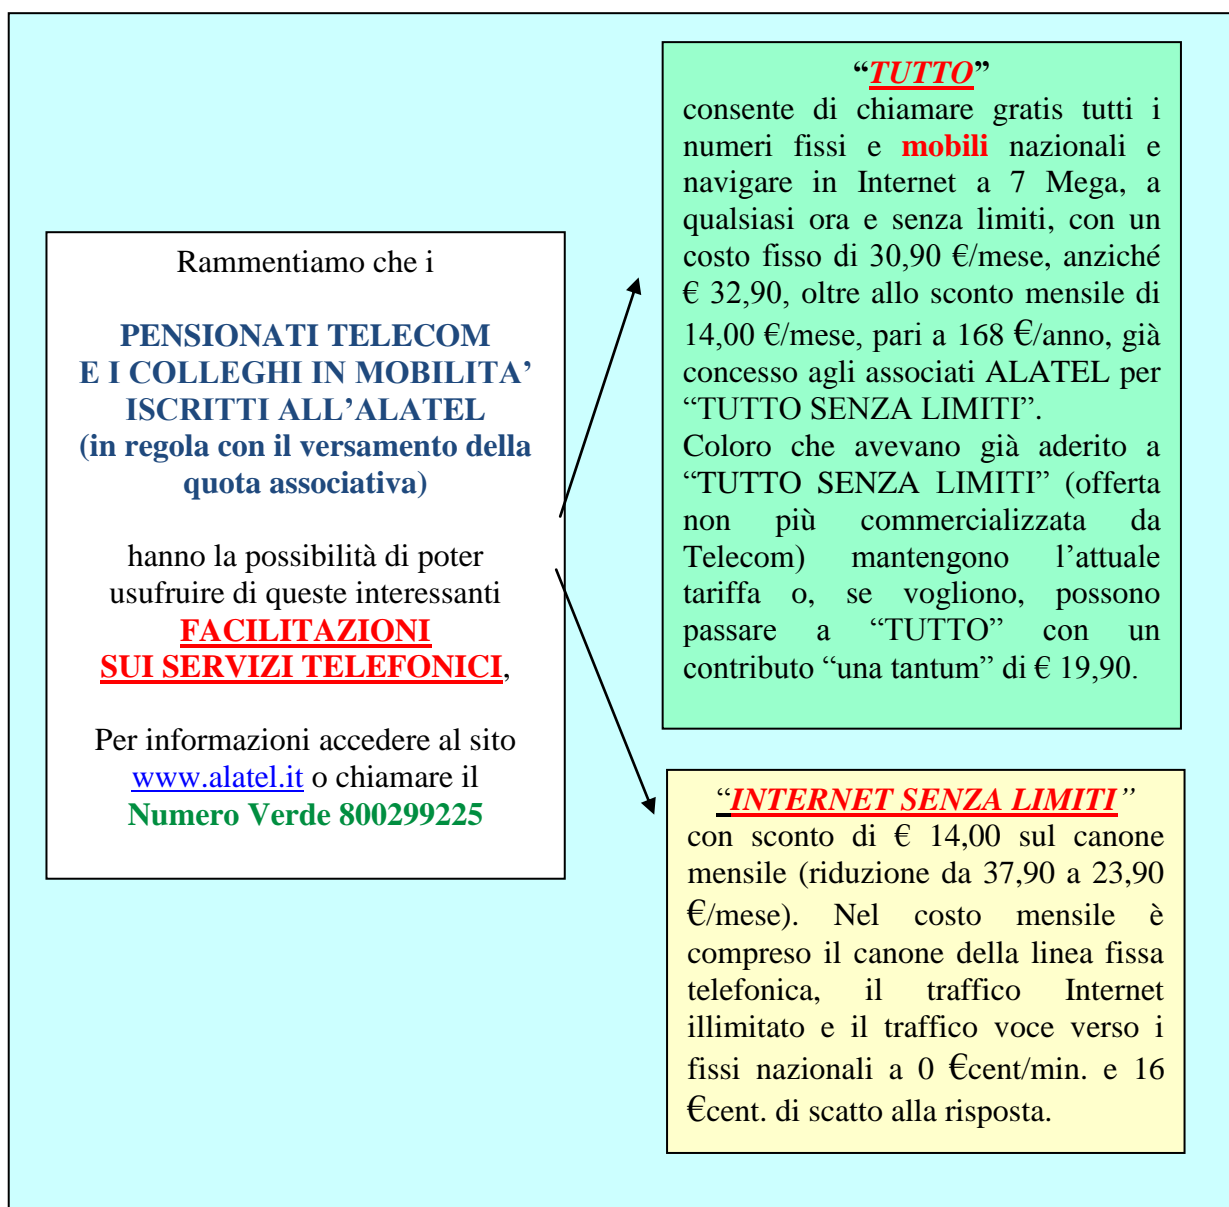 Rammentiamo che i
PENSIONATI TELECOM
E I COLLEGHI IN MOBILITA’
ISCRITTI ALL’ALATEL
(in regola con il versamento della
quota associativa)
hanno la possibilità di poter
usufruire di queste interessanti
FACILITAZIONI
SUI SERVIZI TELEFONICI,
Per informazioni accedere al sito
www.alatel.it o chiamare il
Numero Verde 800299225
“TUTTO”
consente di chiamare gratis tutti i
numeri fissi e mobili nazionali e
navigare in Internet a 7 Mega, a
qualsiasi ora e senza limiti, con un
costo fisso di 30,90 €/mese, anziché
€ 32,90, oltre allo sconto mensile di
14,00 €/mese, pari a 168 €/anno, già
concesso agli associati ALATEL per
“TUTTO SENZA LIMITI”.
Coloro che avevano già aderito a
“TUTTO SENZA LIMITI” (offerta
non più commercializzata da
Telecom) mantengono l’attuale
tariffa o, se vogliono, possono
passare a “TUTTO” con un
contributo “una tantum” di € 19,90.
“INTERNET SENZA LIMITI”
con sconto di € 14,00 sul canone
mensile (riduzione da 37,90 a 23,90
€/mese). Nel costo mensile è
compreso il canone della linea fissa
telefonica, il traffico Internet
illimitato e il traffico voce verso i
fissi nazionali a 0 €cent/min. e 16
€cent. di scatto alla risposta.